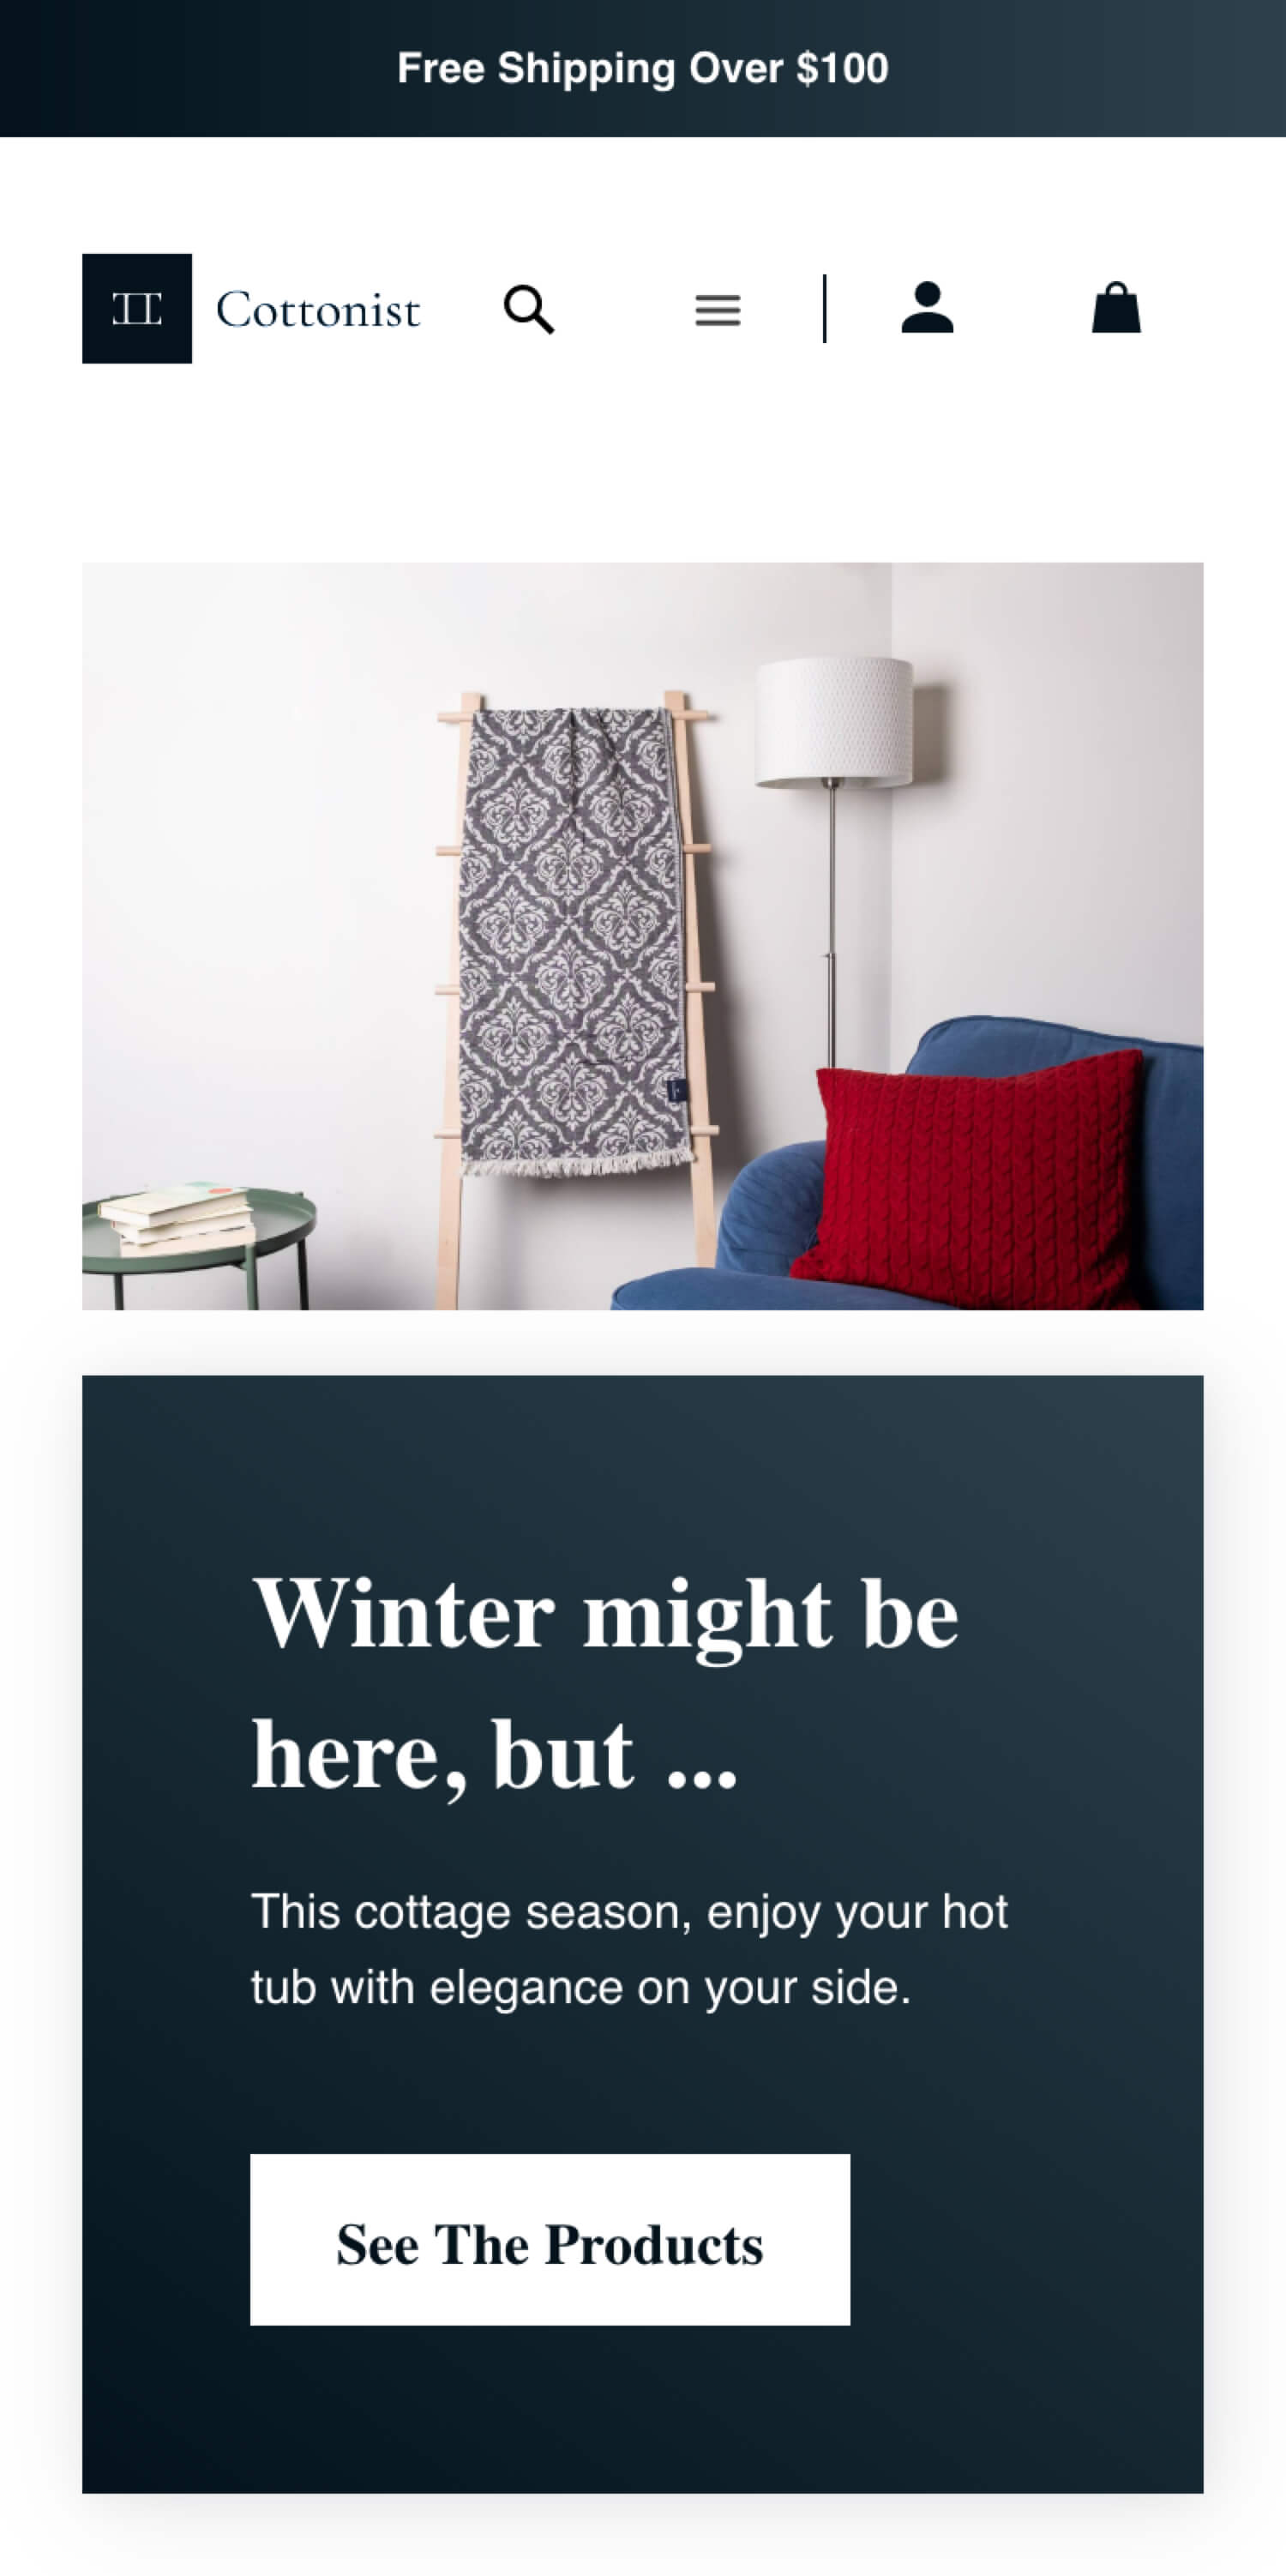 Free Shipping Over $100
Cottonist
Winter might be
here, but ...
This cottage season, enjoy your hot
tub with elegance on your side.
See The Products